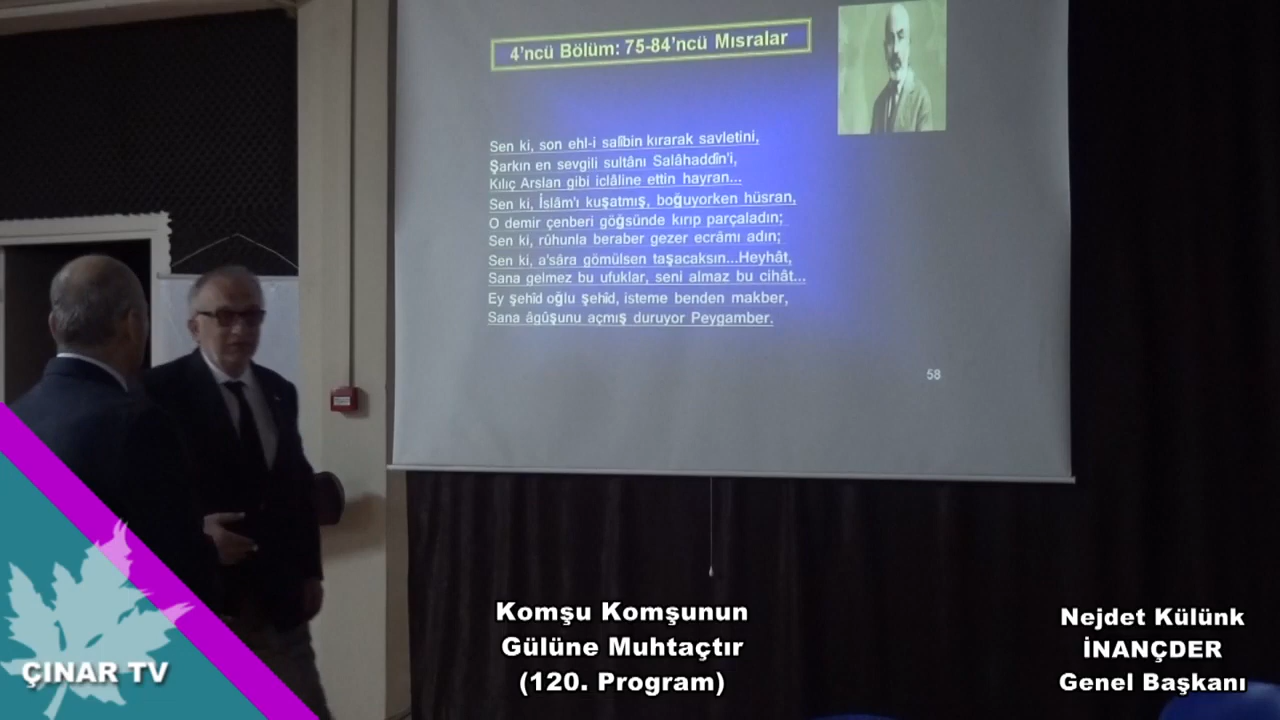 4'ncü Bölüm: 75-84'ncü Mısralar
Sen ki, son ehl-i salîbin kırarak savletini,
Şarkın en sevgili sultânı Salâhaddîn'i,
Kılıç Arslan gibi iclâline ettin hayran...
Sen ki, İslâm'ı kuşatmış, boğuyorken hüsran,
O demir çenberi göğsünde kırıp parçaladın;
Sen ki, rûhunla beraber gezer ecrâmı adın;
Sen ki, a'sâra gömülsen taşacaksın...Heyhât,
Sana gelmez bu ufuklar, seni almaz bu cihât...
Ey şehîd oğlu şehîd, isteme benden makber,
Sana âgûşunu açmış duruyor Peygamber.
58
Komşu Komşunun
Gülüne Muhtaçtır
(120. Program)
Nejdet Külünk
İNANÇDER
Genel Başkanı
ÇINAR TV